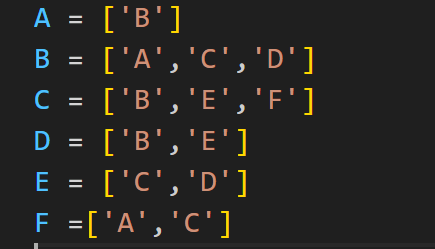 A = ['B']
B = ['A','C','D']
C = ['B','E','F']
D = ['B','E']
E = ['C','D']
F =['A','C']